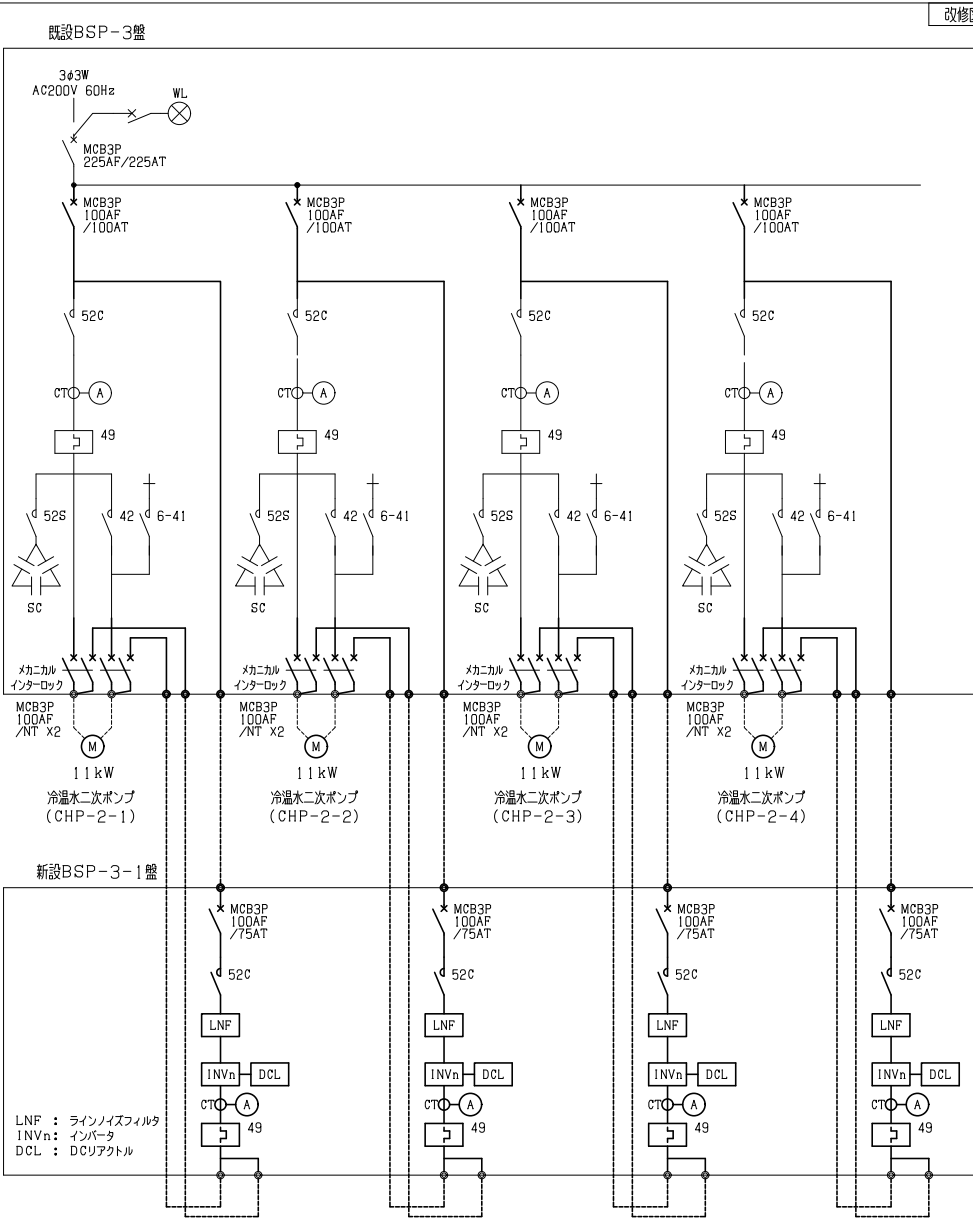 改修図
既設BSP-3盤
3φ3W
AC200V 60Hz
WL
MCB3P
225AF/225AT
MCB3P
100AF
/100AT
MCB3P
100AF
/100AT
MCB3P
100AF
/100AT
MCB3P
100AF
/100AT
52C
52C
52C
52C
CT A
CT A
CT A
CT A
49
49
49
49
52S 42 6-41
52S 42 6-41
52S 42 6-41
52S 42 6-41
SC
SC
SC
SC
メカニカル
インターロック
メカニカル
インターロック
メカニカル
インターロック
メカニカル
インターロック
MCB3P
100AF
/NT X2
MCB3P
100AF
/NT X2
MCB3P
100AF
/NT X2
MCB3P
100AF
/NT X2
M
M
M
M
11kW
11kW
11kW
11kW
冷温水二次ポンプ
(CHP-2-1)
冷温水二次ポンプ
(CHP-2-2)
冷温水二次ポンプ
(CHP-2-3)
冷温水二次ポンプ
(CHP-2-4)
新設BSP-3-1盤
MCB3P
100AF
/75AT
MCB3P
100AF
/75AT
MCB3P
100AF
/75AT
MCB3P
100AF
/75AT
52C
52C
52C
52C
LNF
LNF
LNF
LNF
INVn DCL
INVn DCL
INVn DCL
INVn DCL
CT A
CT A
CT A
CT A
49
49
49
49
LNF : ラインノイズフィルタ
INVn: インバータ
DCL : DCリアクトル